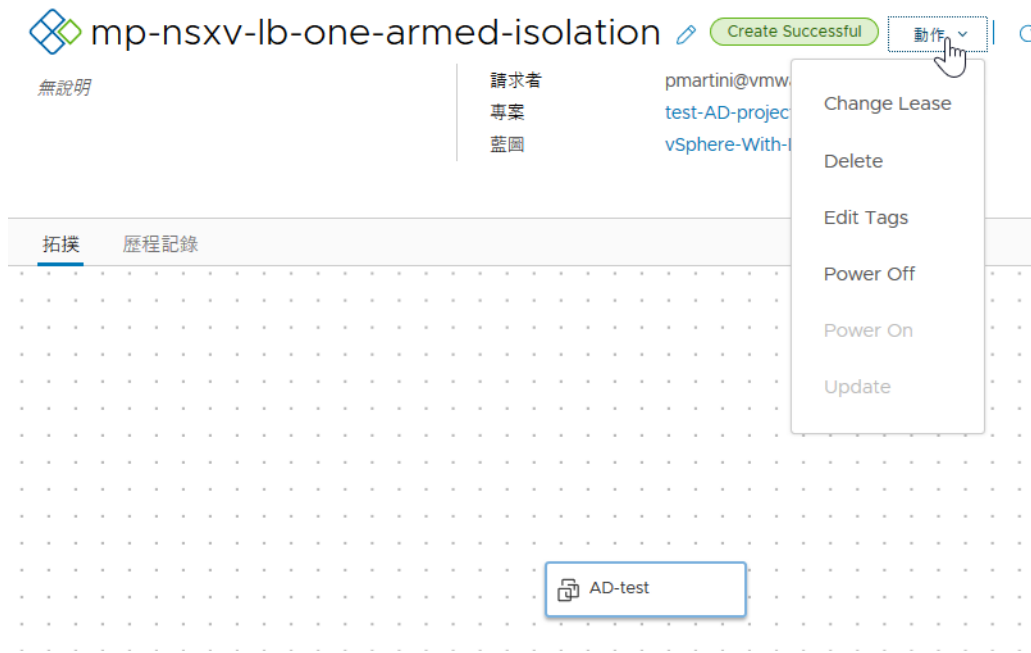 mp-nsxv-lb-one-armed-isolation Create Successful 動作
無說明
請求者 pmartini@vmwa
專案 test-AD-projec
藍圖 vSphere-With-
Change Lease
Delete
Edit Tags
Power Off
Power On
Update
拓撲 歷程記錄
AD-test